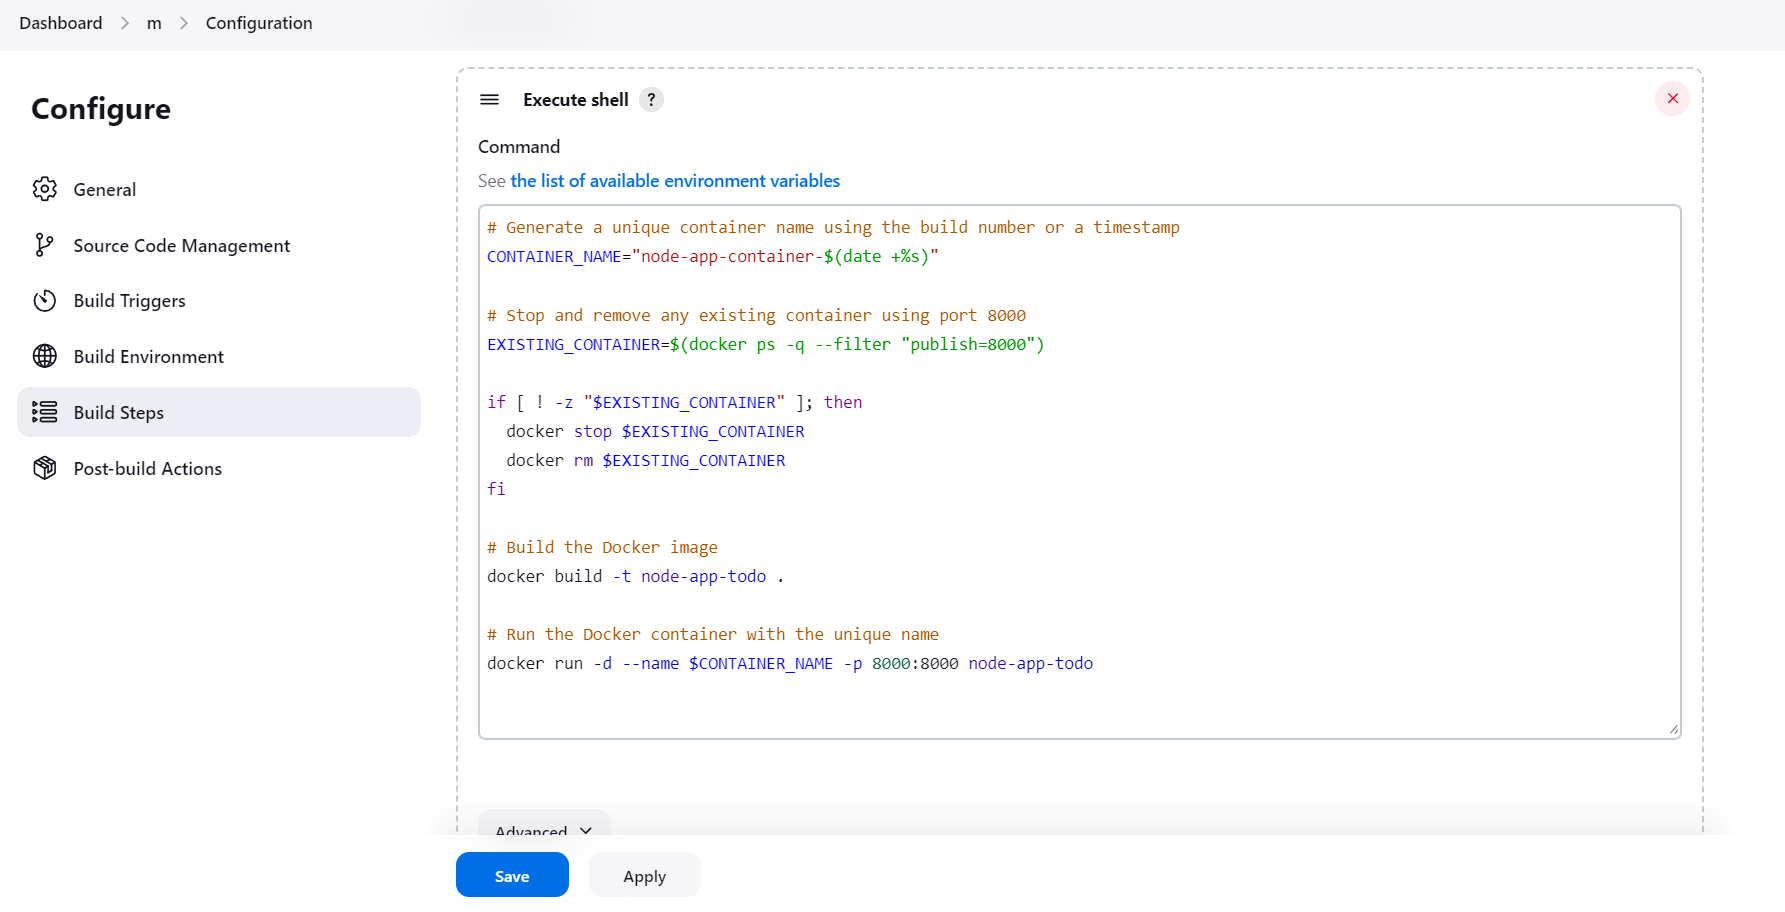 Dashboard > m > Configuration
Configure
General
Source Code Management
Build Triggers
Build Environment
Build Steps
Post-build Actions
Execute shell ?
Command
See the list of available environment variables
# Generate a unique container name using the build number or a timestamp
CONTAINER_NAME="node-app-container-$(date +%s)"
# Stop and remove any existing container using port 8000
EXISTING_CONTAINER=$(docker ps -q --filter "publish=8000")
if [ ! -z "$EXISTING_CONTAINER" ]; then
  docker stop $EXISTING_CONTAINER
  docker rm $EXISTING_CONTAINER
fi
# Build the Docker image
docker build -t node-app-todo .
# Run the Docker container with the unique name
docker run -d --name $CONTAINER_NAME -p 8000:8000 node-app-todo
Advanced
Save
Apply